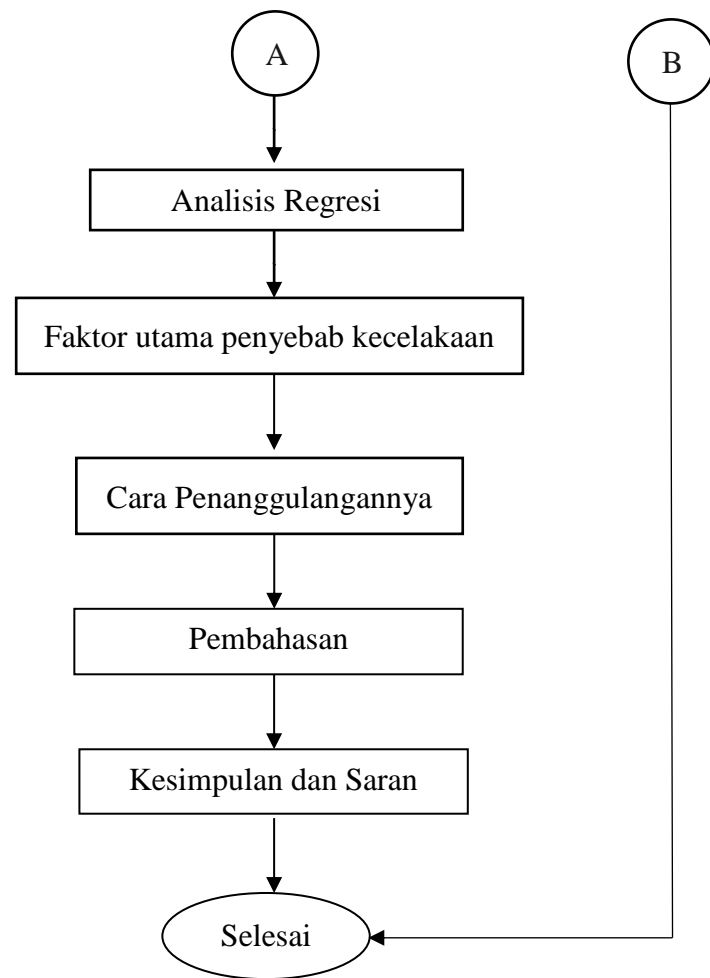 A
B
Analisis Regresi
Faktor utama penyebab kecelakaan
Cara Penanggulangannya
Pembahasan
Kesimpulan dan Saran
Selesai